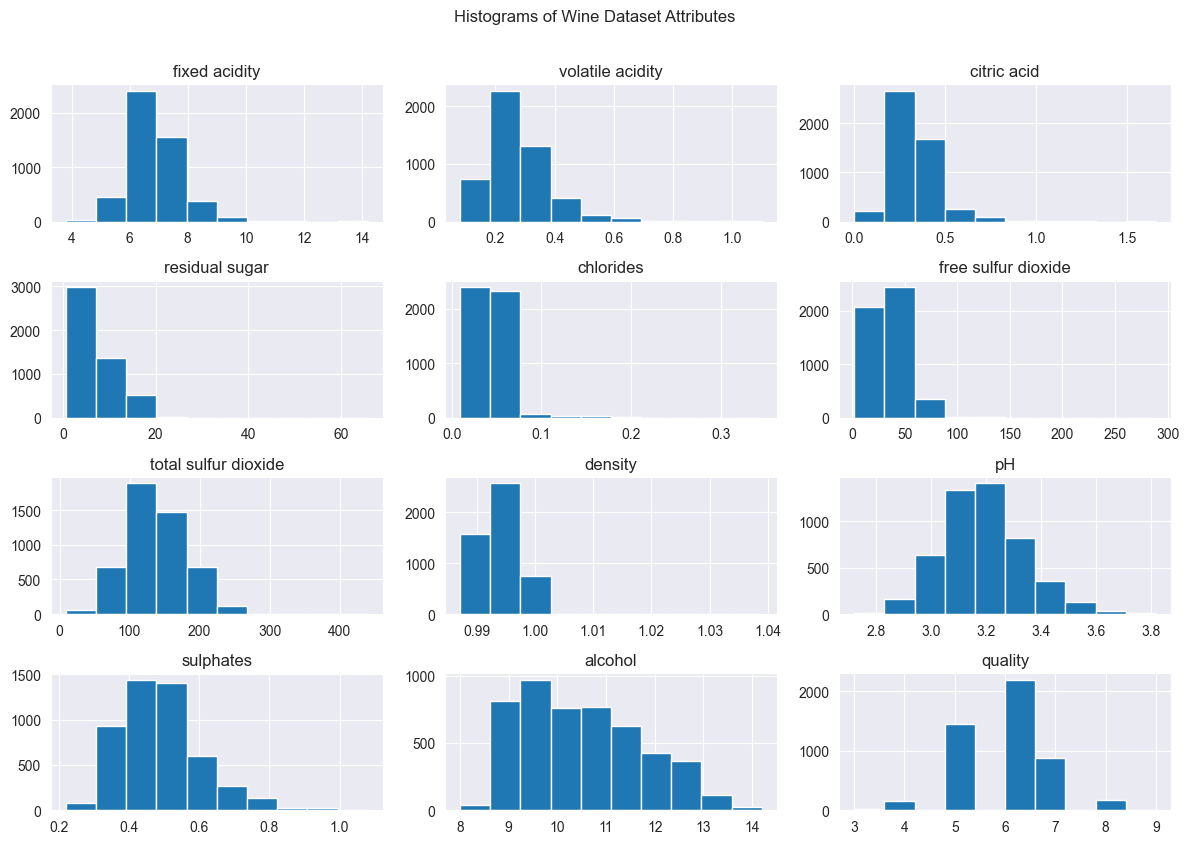 Histograms of Wine Dataset Attributes
fixed acidity
2000
1000
0
4 6 8 10 12 14
volatile acidity
2000
1000
0
0.2 0.4 0.6 0.8 1.0
citric acid
2000
1000
0
0.0 0.5 1.0 1.5
residual sugar
3000
2000
1000
0
0 20 40 60
chlorides
2000
1000
0
0.0 0.1 0.2 0.3
free sulfur dioxide
2000
1000
0
0 50 100 150 200 250 300
total sulfur dioxide
1500
1000
500
0
0 100 200 300 400
density
2000
1000
0
0.99 1.00 1.01 1.02 1.03 1.04
pH
1000
500
0
2.8 3.0 3.2 3.4 3.6 3.8
sulphates
1500
1000
500
0
0.2 0.4 0.6 0.8 1.0
alcohol
1000
500
0
8 9 10 11 12 13 14
quality
2000
1000
0
3 4 5 6 7 8 9